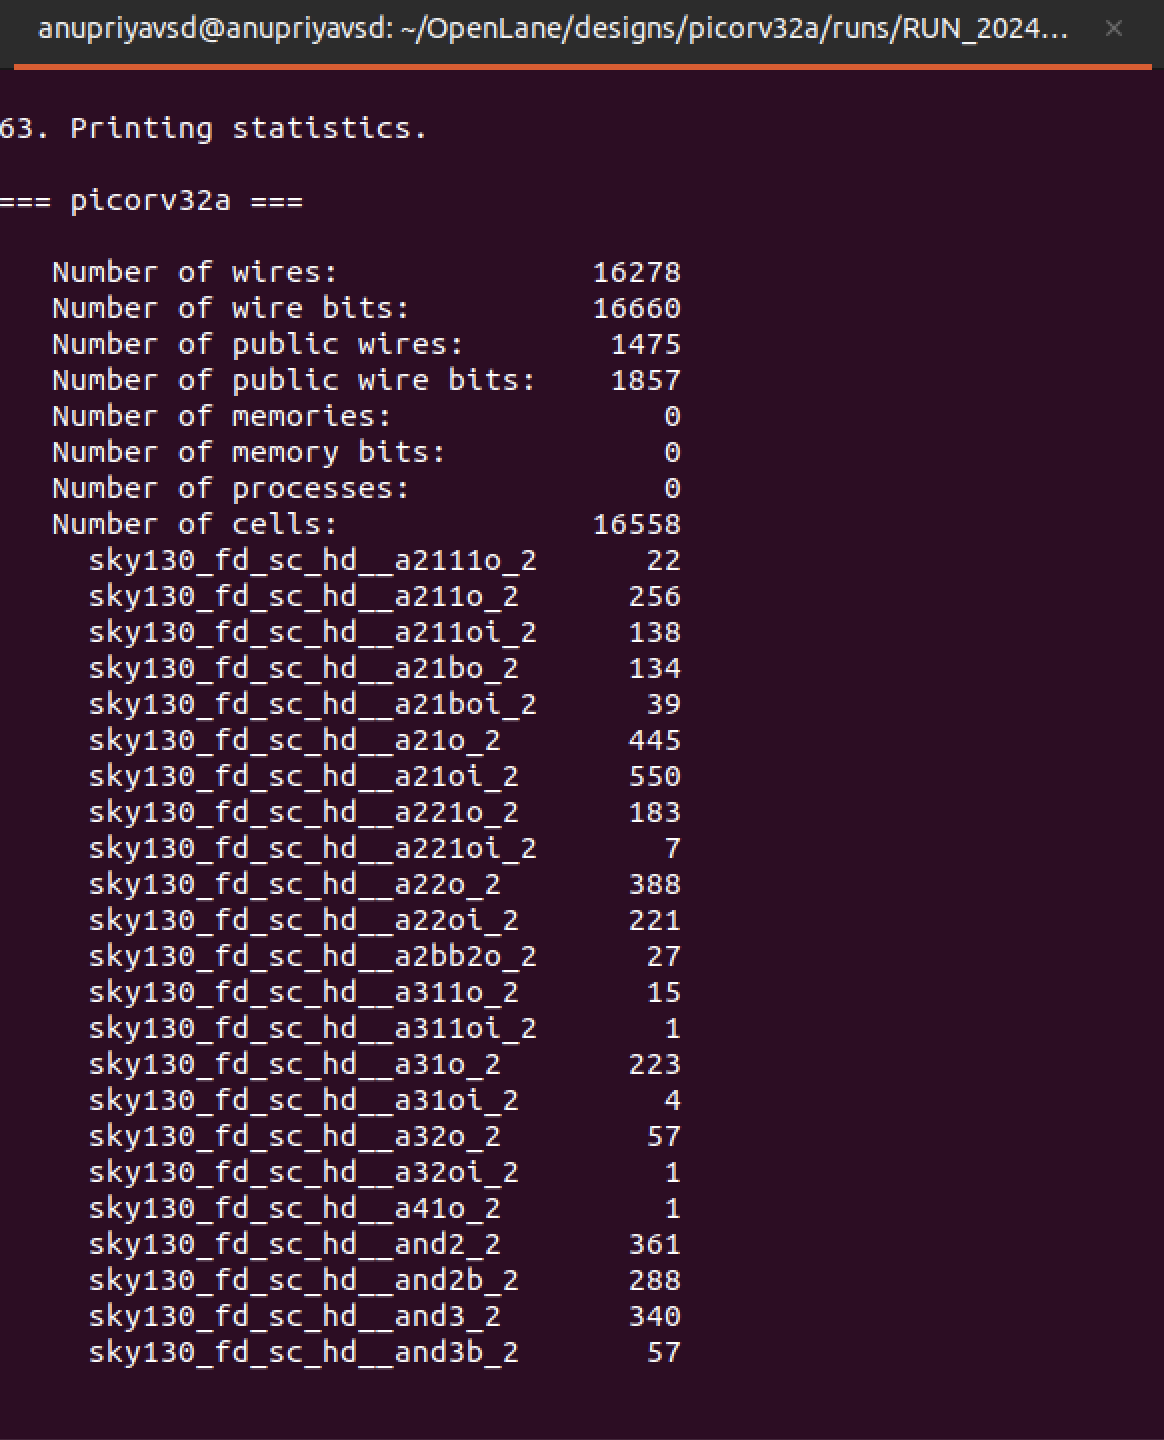 anupriyavsd@anupriyavsd: ~/OpenLane/designs/picorv32a/runs/RUN_2024...
63. Printing statistics.
=== picorv32a ===
Number of wires: 16278
Number of wire bits: 16660
Number of public wires: 1475
Number of public wire bits: 1857
Number of memories: 0
Number of memory bits: 0
Number of processes: 0
Number of cells: 16558
sky130_fd_sc_hd__a2111o_2 22
sky130_fd_sc_hd__a211o_2 256
sky130_fd_sc_hd__a211oi_2 138
sky130_fd_sc_hd__a21bo_2 134
sky130_fd_sc_hd__a21boi_2 39
sky130_fd_sc_hd__a21o_2 445
sky130_fd_sc_hd__a21oi_2 550
sky130_fd_sc_hd__a221o_2 183
sky130_fd_sc_hd__a221oi_2 7
sky130_fd_sc_hd__a22o_2 388
sky130_fd_sc_hd__a22oi_2 221
sky130_fd_sc_hd__a2bb2o_2 27
sky130_fd_sc_hd__a311o_2 15
sky130_fd_sc_hd__a311oi_2 1
sky130_fd_sc_hd__a31o_2 223
sky130_fd_sc_hd__a31oi_2 4
sky130_fd_sc_hd__a32o_2 57
sky130_fd_sc_hd__a32oi_2 1
sky130_fd_sc_hd__a41o_2 1
sky130_fd_sc_hd__and2_2 361
sky130_fd_sc_hd__and2b_2 288
sky130_fd_sc_hd__and3_2 340
sky130_fd_sc_hd__and3b_2 57